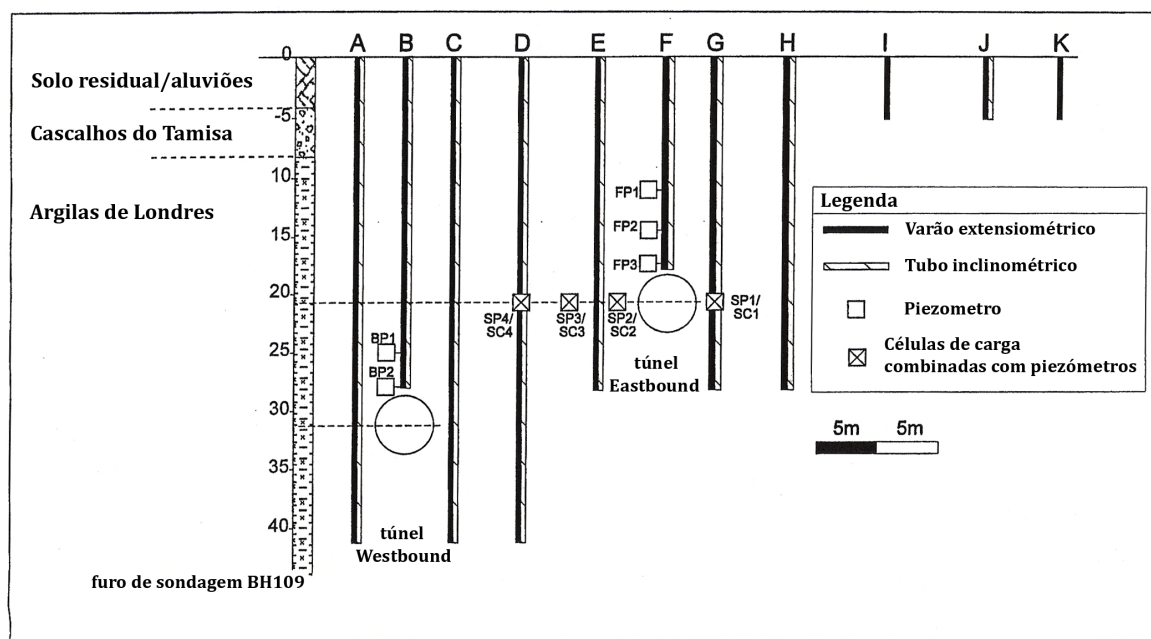 A B C D E F G H I J K
0
Solo residual/aluviões
-5
Cascalhos do Tamisa
10
Argilas de Londres
15
20
25
30
35
40
FP1
FP2
FP3
SP4/
SC4
SP3/
SC3
SP2/
SC2
SP1/
SC1
BP1
BP2
túnel
Eastbound
túnel
Westbound
furo de sondagem BH109
Legenda
Varão extensiométrico
Tubo inclinométrico
Piezometro
Células de carga
combinadas com piezómetros
5m 5m